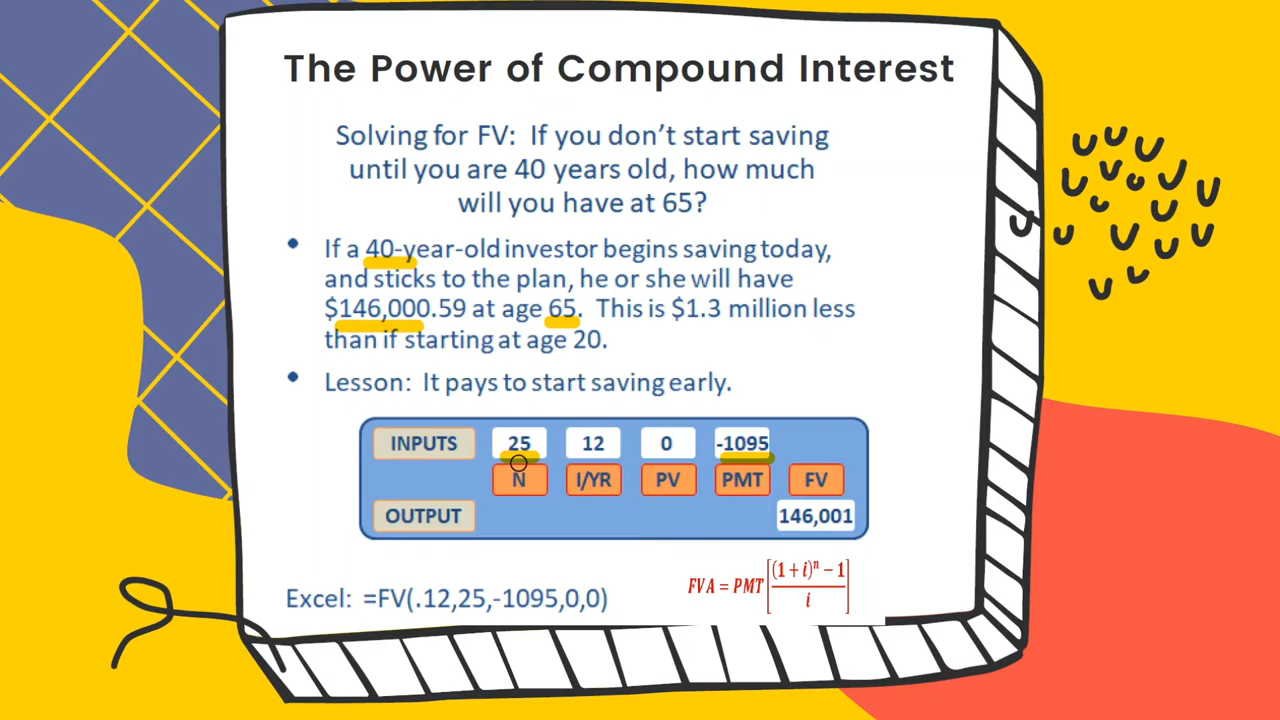 The Power of Compound Interest
Solving for FV: If you don't start saving
until you are 40 years old, how much
will you have at 65?
• If a 40-year-old investor begins saving today,
and sticks to the plan, he or she will have
$146,000.59 at age 65. This is $1.3 million less
than if starting at age 20.
• Lesson: It pays to start saving early.
INPUTS 25 12 0 -1095
N I/YR PV PMT FV
OUTPUT 146,001
Excel: =FV(.12,25,-1095,0,0)
FVA = PMT [((1 + i)ⁿ − 1) / i]